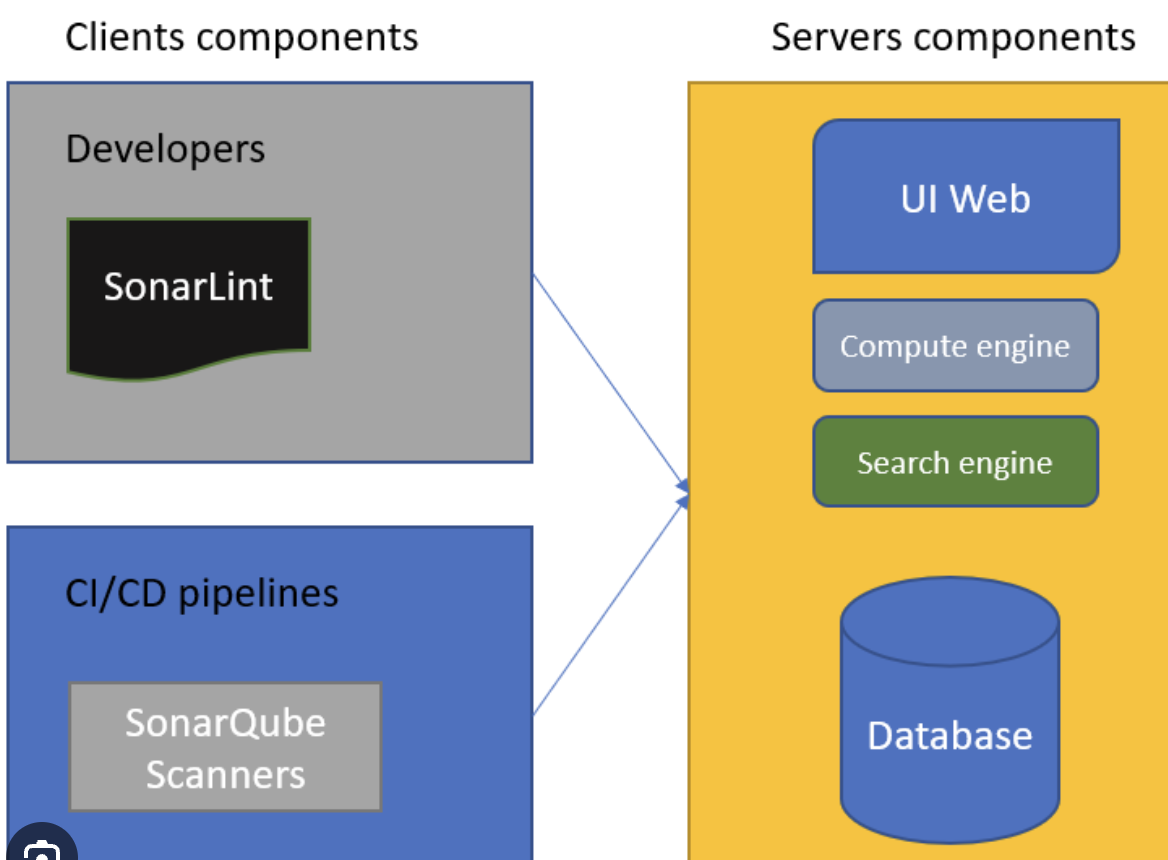 Clients components
Servers components
Developers
SonarLint
CI/CD pipelines
SonarQube
Scanners
UI Web
Compute engine
Search engine
Database